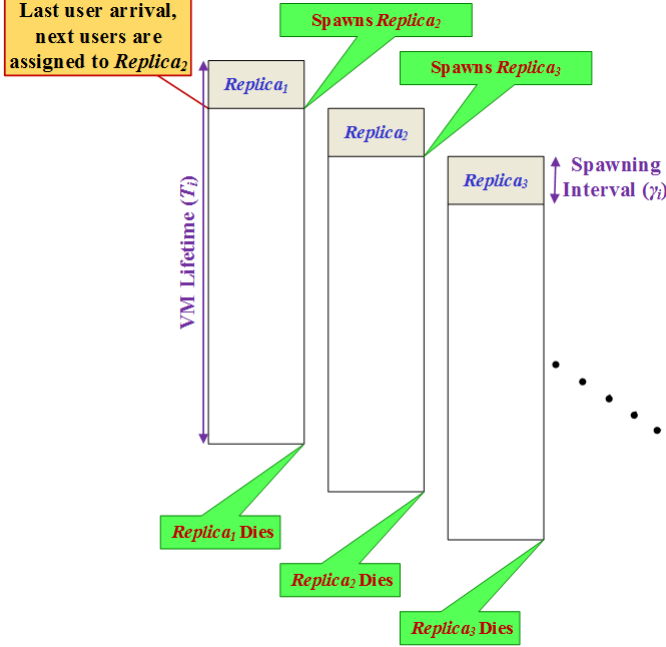 Last user arrival,
next users are
assigned to Replica₂
Spawns Replica₂
Spawns Replica₃
Replica₁
Replica₂
Replica₃
Spawning
Interval (γᵢ)
VM Lifetime (Tᵢ)
Replica₁ Dies
Replica₂ Dies
Replica₃ Dies